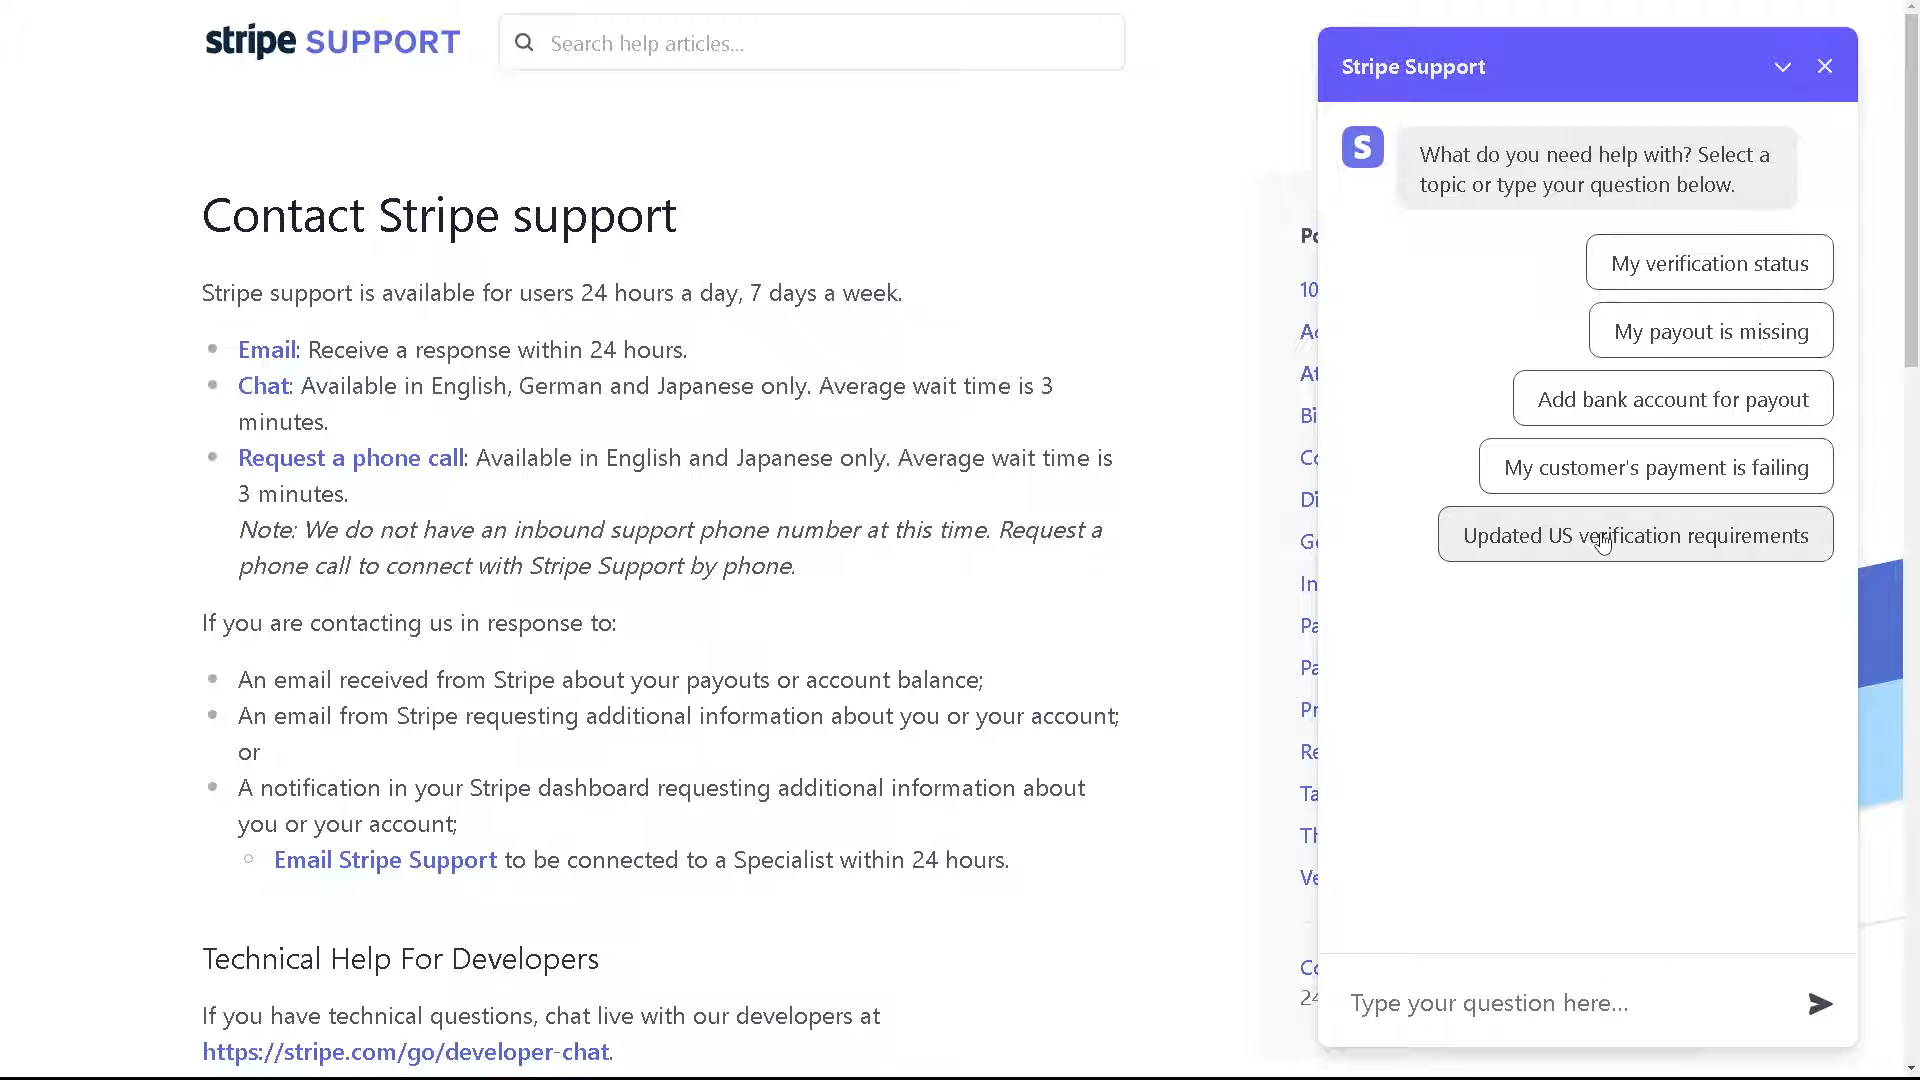 stripe SUPPORT
Search help articles...
Contact Stripe support
Stripe support is available for users 24 hours a day, 7 days a week.
Email: Receive a response within 24 hours.
Chat: Available in English, German and Japanese only. Average wait time is 3
minutes.
Request a phone call: Available in English and Japanese only. Average wait time is
3 minutes.
Note: We do not have an inbound support phone number at this time. Request a
phone call to connect with Stripe Support by phone.
If you are contacting us in response to:
An email received from Stripe about your payouts or account balance;
An email from Stripe requesting additional information about you or your account;
or
A notification in your Stripe dashboard requesting additional information about
you or your account;
Email Stripe Support to be connected to a Specialist within 24 hours.
Technical Help For Developers
If you have technical questions, chat live with our developers at
https://stripe.com/go/developer-chat.
Stripe Support
S
What do you need help with? Select a
topic or type your question below.
My verification status
My payout is missing
Add bank account for payout
My customer's payment is failing
Updated US verification requirements
Type your question here...